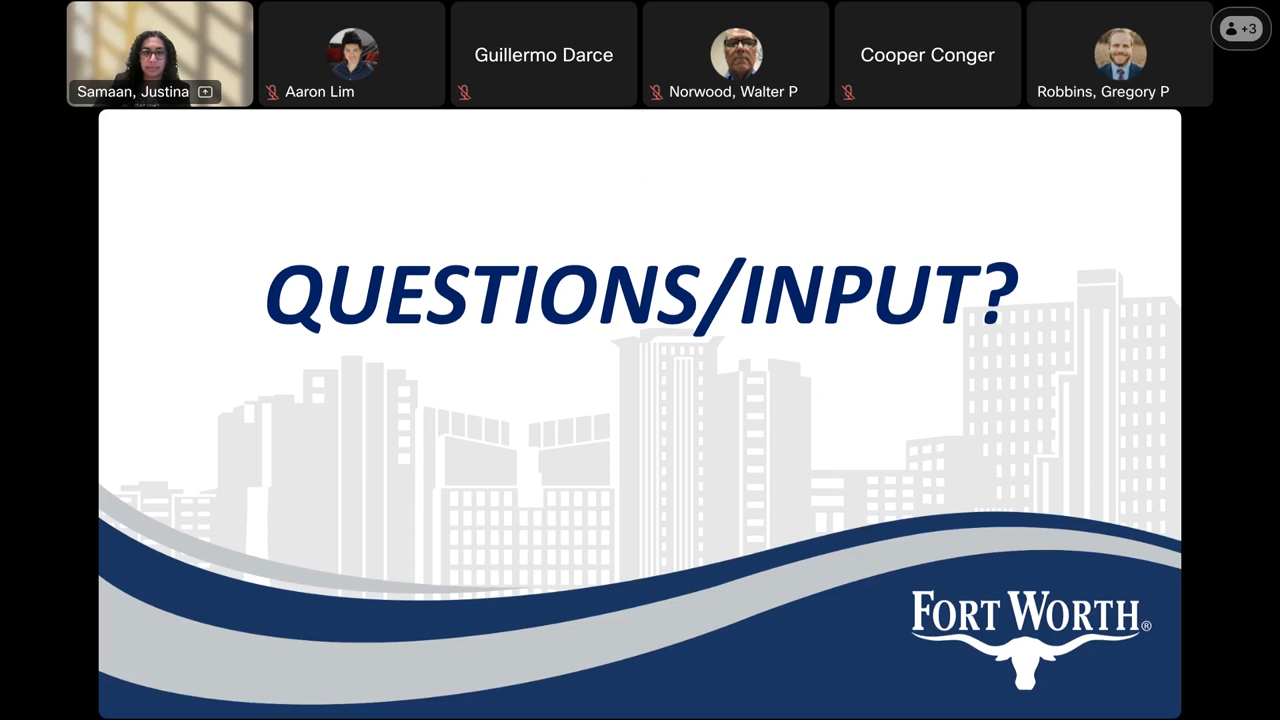 Samaan, Justina
Aaron Lim
Guillermo Darce
Norwood, Walter P
Cooper Conger
Robbins, Gregory P
+3
QUESTIONS/INPUT?
FORT WORTH®